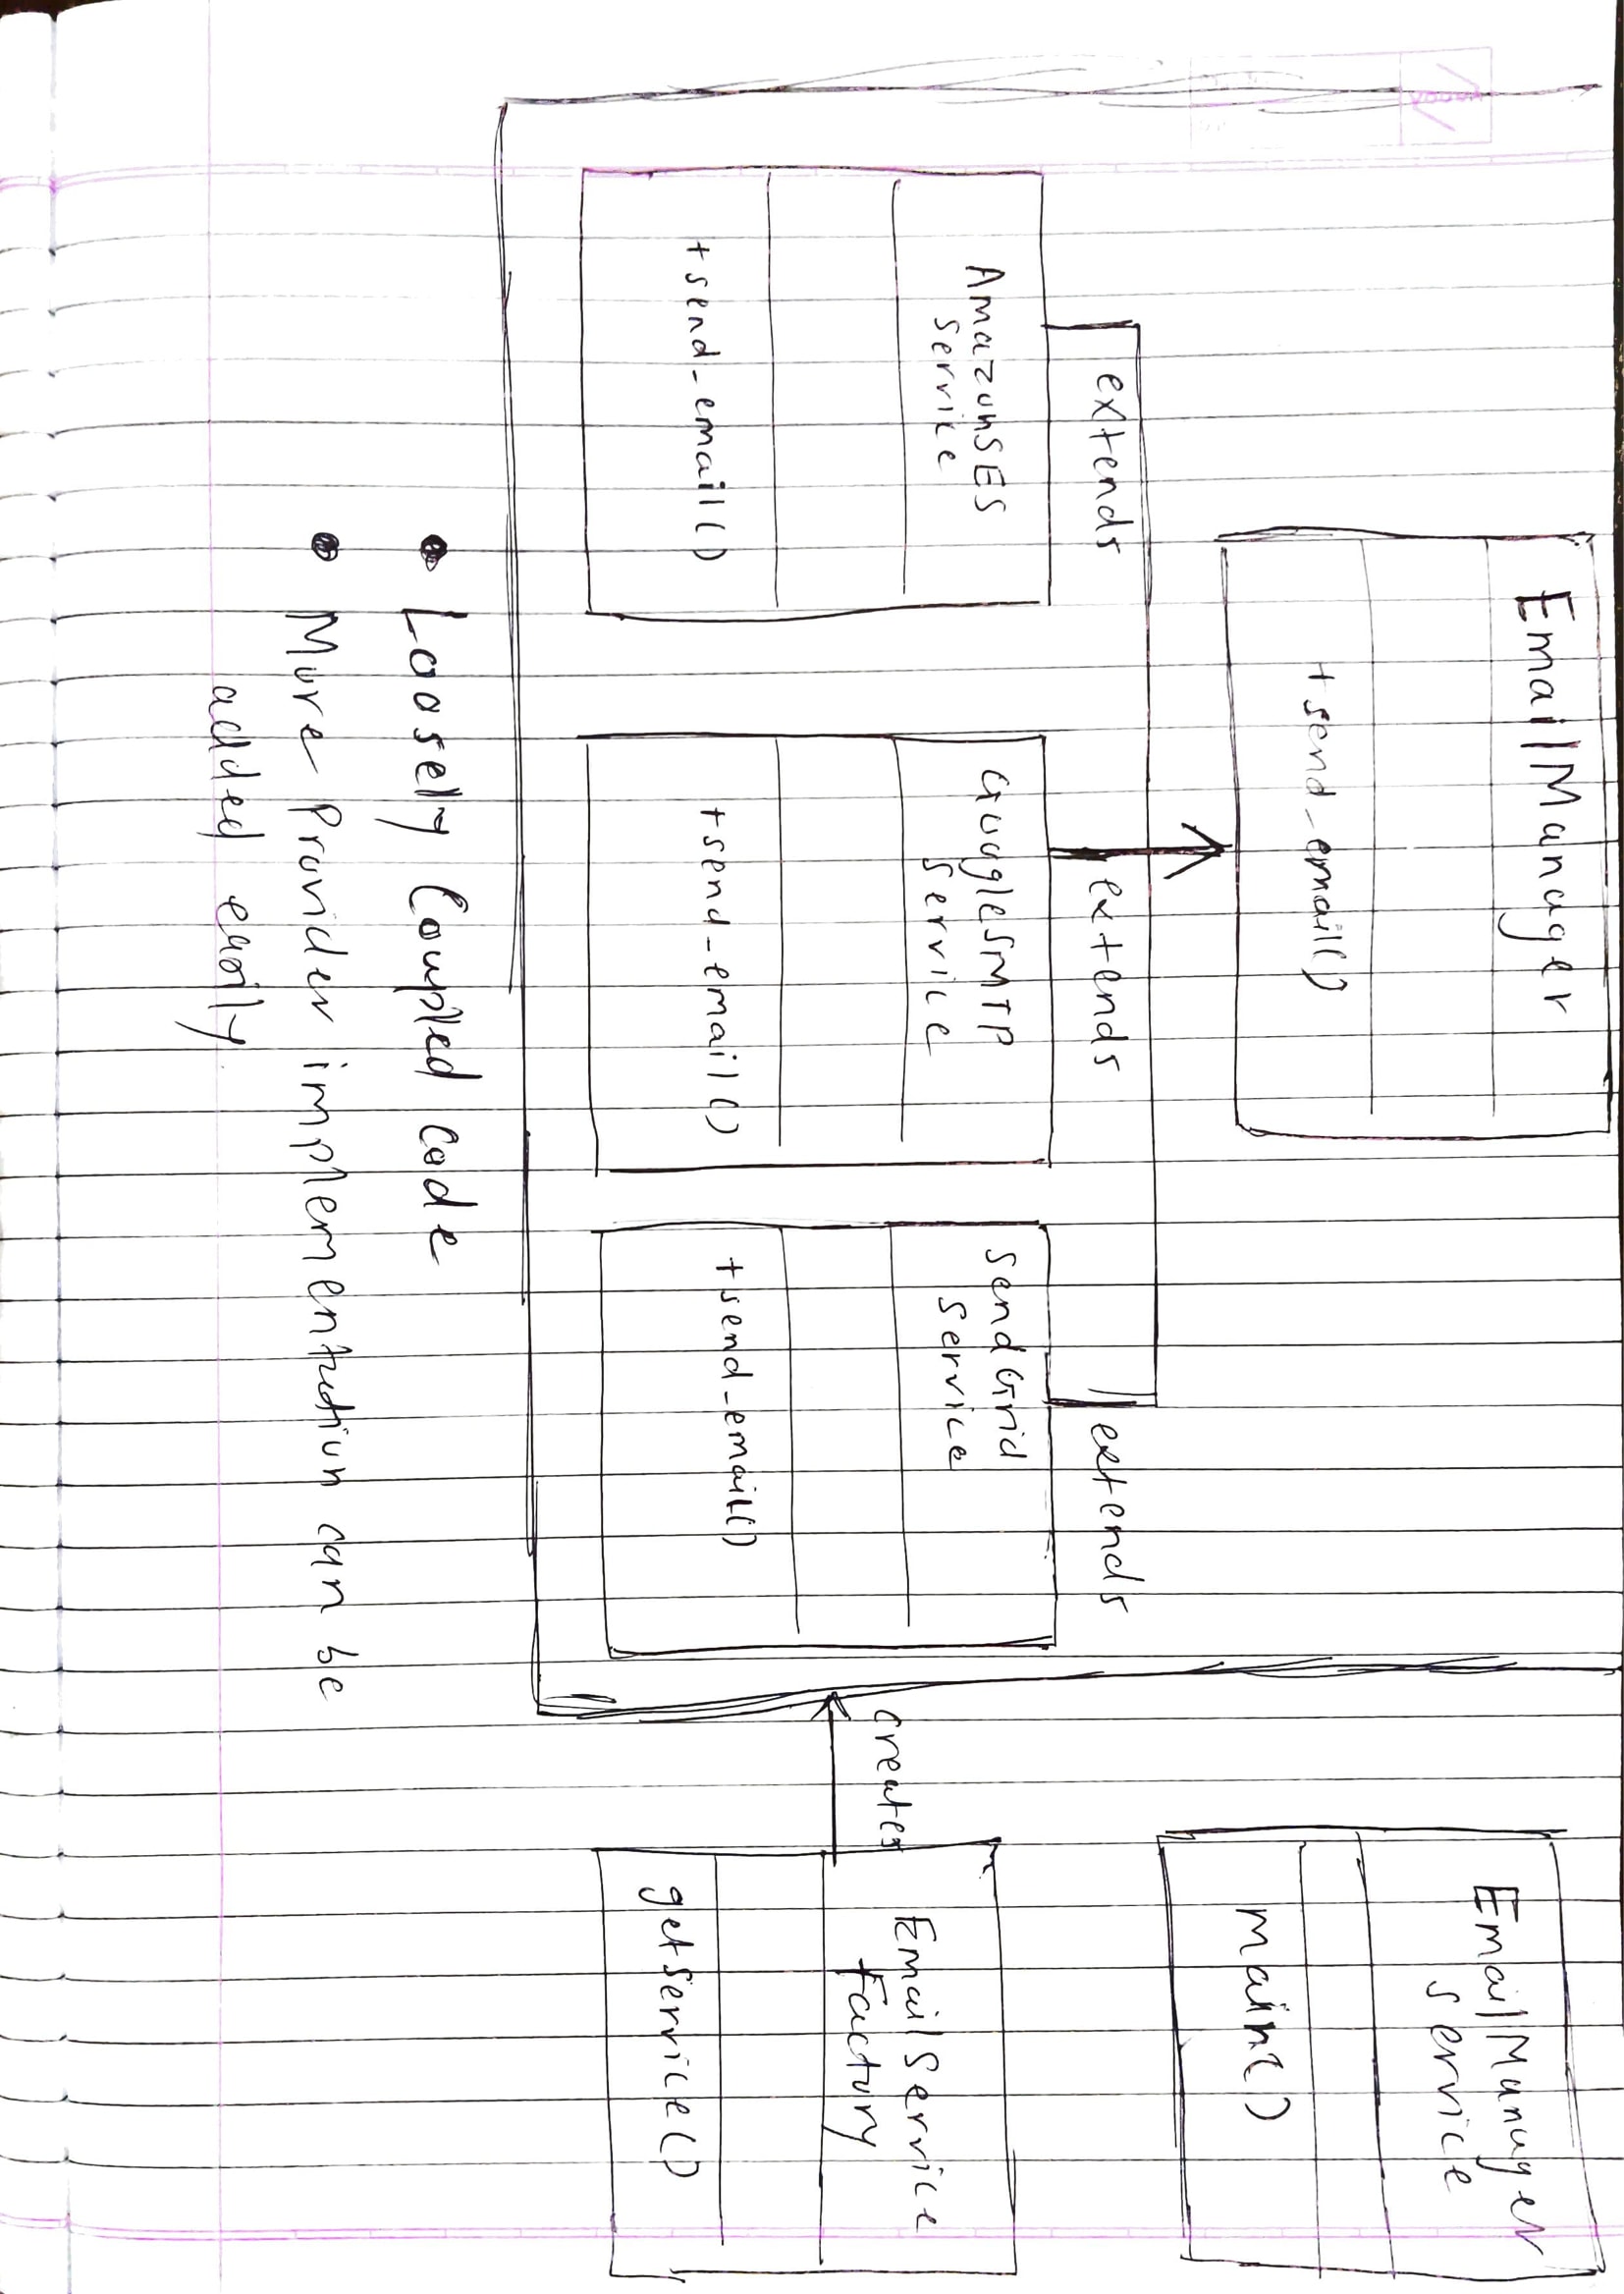 EmailManager
+send_email()
EmailManager
Service
main()
extends
extends
extends
AmazonSES
Service
+send_email()
GoogleSMTP
Service
+send_email()
SendGrid
Service
+send_email()
creates
EmailService
Factory
getService()
• Loosely Coupled Code
• More Provider implementation can be
added easily